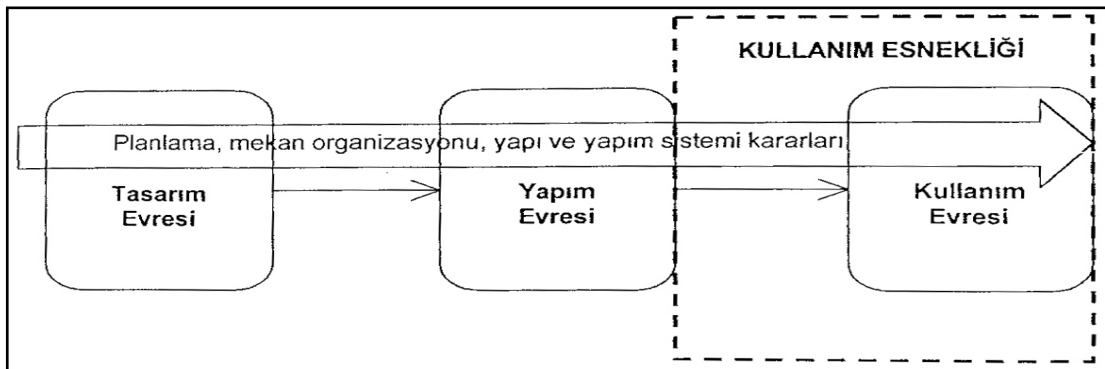 KULLANIM ESNEKLİĞİ
Planlama, mekan organizasyonu, yapı ve yapım sistemi kararları
Tasarım
Evresi
Yapım
Evresi
Kullanım
Evresi